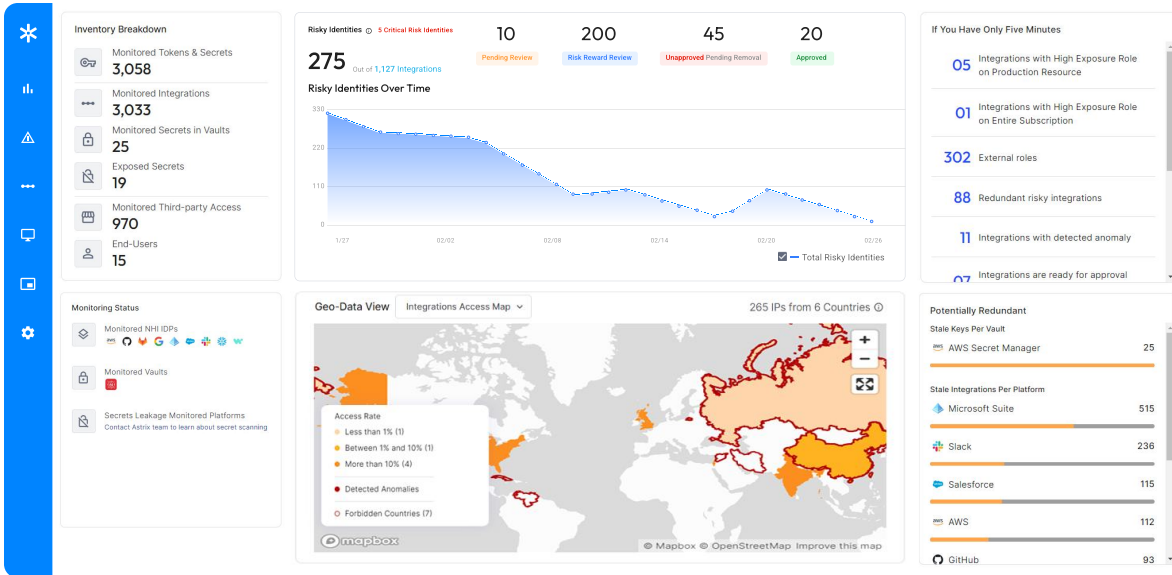 Inventory Breakdown
Monitored Tokens & Secrets
3,058
Monitored Integrations
3,033
Monitored Secrets in Vaults
25
Exposed Secrets
19
Monitored Third-party Access
970
End-Users
15
Risky Identities 5 Critical Risk Identities
275 Out of 1,127 Integrations
10
Pending Review
200
Risk Reward Review
45
Unapproved Pending Removal
20
Approved
Risky Identities Over Time
330
220
110
0
1/27 02/02 02/08 02/14 02/20 02/26
Total Risky Identities
If You Have Only Five Minutes
05 Integrations with High Exposure Role
on Production Resource
01 Integrations with High Exposure Role
on Entire Subscription
302 External roles
88 Redundant risky integrations
11 Integrations with detected anomaly
07 Integrations are ready for approval
Monitoring Status
Monitored NHI IDPs
aws
Monitored Vaults
Secrets Leakage Monitored Platforms
Contact Astrix team to learn about secret scanning
Geo-Data View Integrations Access Map 265 IPs from 6 Countries
+
−
Access Rate
Less than 1% (1)
Between 1% and 10% (1)
More than 10% (4)
Detected Anomalies
Forbidden Countries (7)
mapbox
© Mapbox © OpenStreetMap Improve this map
Potentially Redundant
Stale Keys Per Vault
aws AWS Secret Manager 25
Stale Integrations Per Platform
Microsoft Suite 515
Slack 236
Salesforce 115
aws AWS 112
GitHub 93